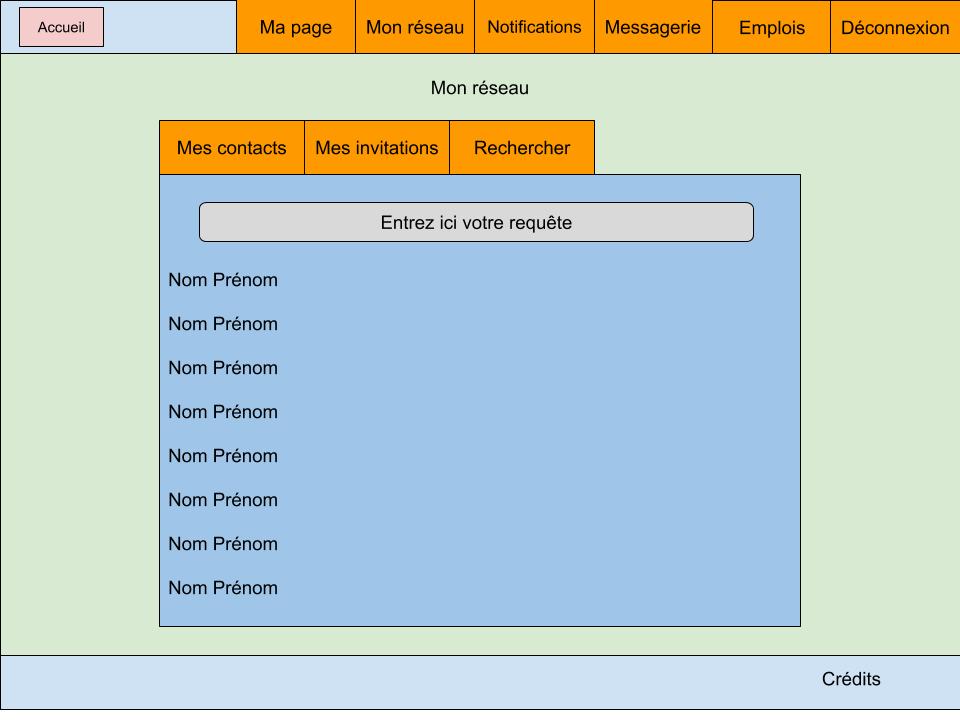 Accueil
Ma page
Mon réseau
Notifications
Messagerie
Emplois
Déconnexion
Mon réseau
Mes contacts
Mes invitations
Rechercher
Entrez ici votre requête
Nom Prénom
Nom Prénom
Nom Prénom
Nom Prénom
Nom Prénom
Nom Prénom
Nom Prénom
Nom Prénom
Crédits